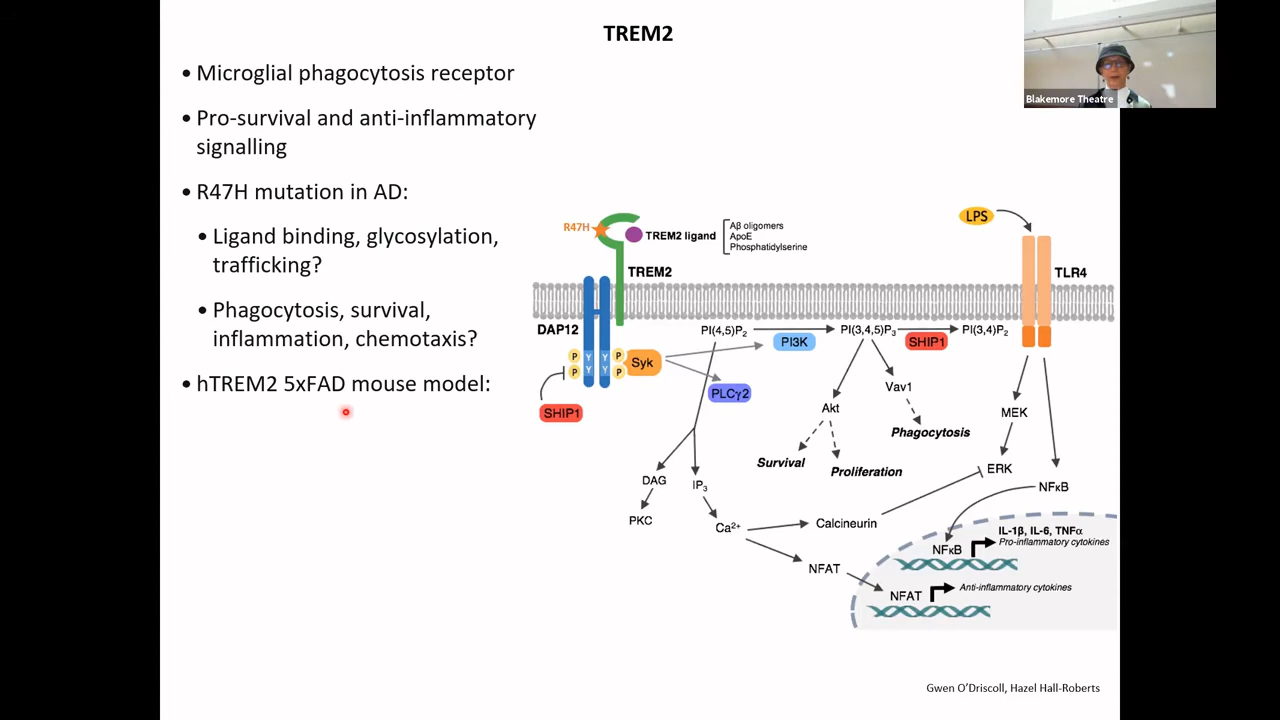 TREM2
• Microglial phagocytosis receptor
• Pro-survival and anti-inflammatory
signalling
• R47H mutation in AD:
• Ligand binding, glycosylation,
trafficking?
• Phagocytosis, survival,
inflammation, chemotaxis?
• hTREM2 5xFAD mouse model:
Blakemore Theatre
R47H
TREM2 ligand
Aβ oligomers
ApoE
Phosphatidylserine
LPS
TREM2
TLR4
DAP12
PI(4,5)P₂
PI3K
PI(3,4,5)P₃
SHIP1
PI(3,4)P₂
P
P
Y Y
Y Y
P
P
Syk
SHIP1
PLCγ2
Akt
Vav1
MEK
Phagocytosis
Survival
Proliferation
ERK
DAG
IP₃
NFκB
PKC
Ca²⁺
Calcineurin
IL-1β, IL-6, TNFα
Pro-inflammatory cytokines
NFκB
NFAT
NFAT
Anti-inflammatory cytokines
Gwen O’Driscoll, Hazel Hall-Roberts